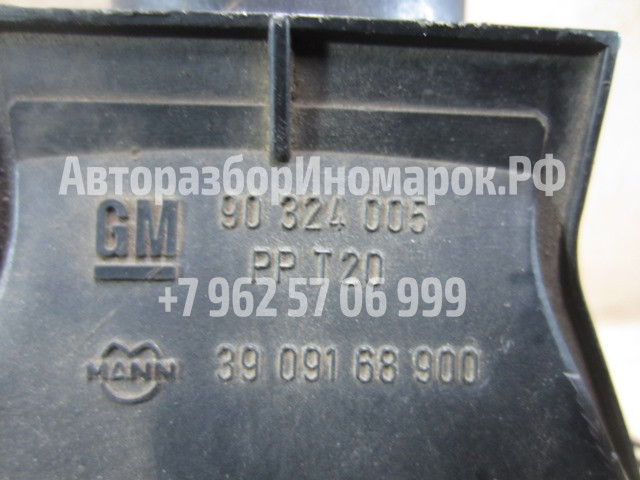 АвторазборИномарок.РФ
GM 90 324 005
PP T20
+7 962 57 06 999
MANN 39 091 68 900